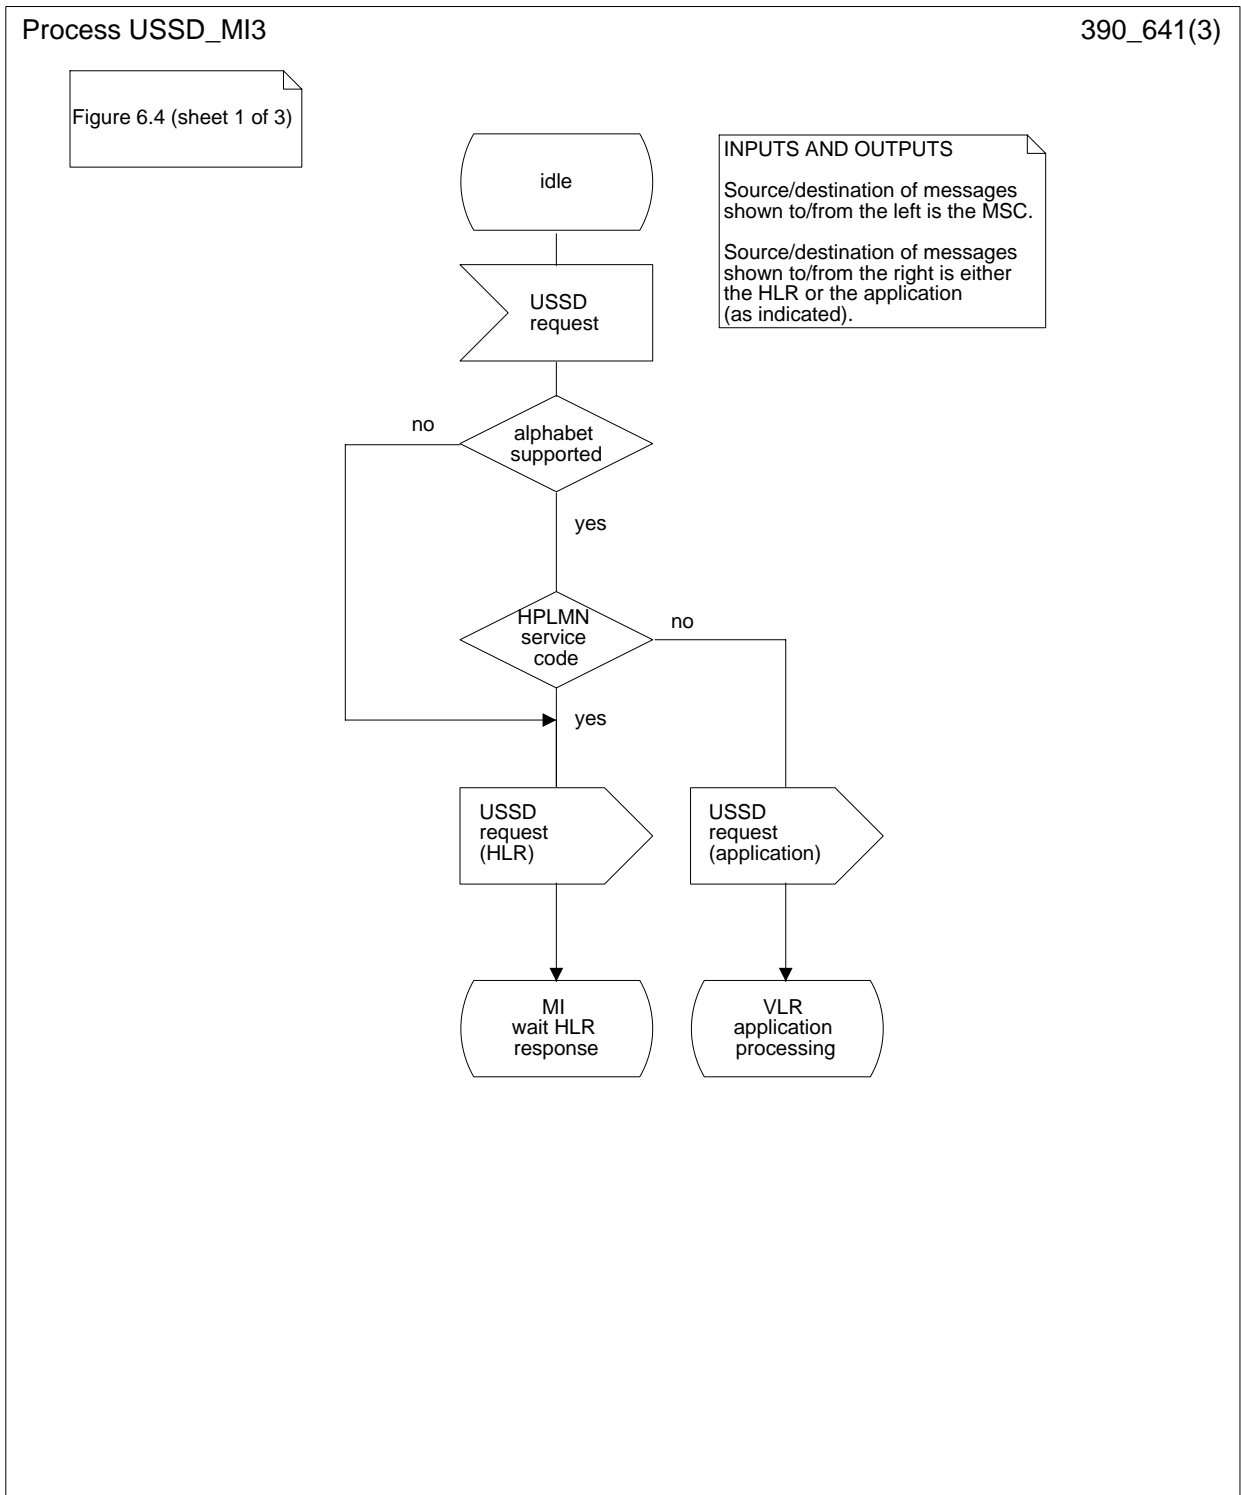 Process USSD_MI3
390_641(3)
Figure 6.4 (sheet 1 of 3)
idle
INPUTS AND OUTPUTS
Source/destination of messages
shown to/from the left is the MSC.
Source/destination of messages
shown to/from the right is either
the HLR or the application
(as indicated).
USSD
request
no
alphabet
supported
yes
HPLMN
service
code
no
yes
USSD
request
(HLR)
USSD
request
(application)
MI
wait HLR
response
VLR
application
processing